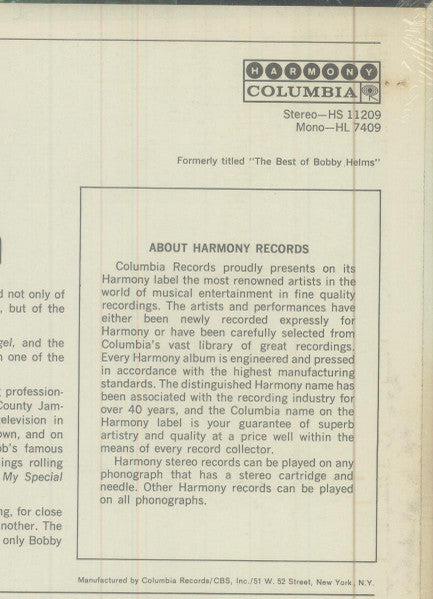 HARMONY
COLUMBIA
Stereo—HS 11209
Mono—HL 7409
Formerly titled "The Best of Bobby Helms"
d not only of
, but of the
gel, and the
n one of the
profession-
County Jam-
elevision in
own, and on
ob's famous
ings rolling
My Special
ng, for close
nother. The
only Bobby
ABOUT HARMONY RECORDS
Columbia Records proudly presents on its
Harmony label the most renowned artists in the
world of musical entertainment in fine quality
recordings. The artists and performances have
either been newly recorded expressly for
Harmony or have been carefully selected from
Columbia's vast library of great recordings.
Every Harmony album is engineered and pressed
in accordance with the highest manufacturing
standards. The distinguished Harmony name has
been associated with the recording industry for
over 40 years, and the Columbia name on the
Harmony label is your guarantee of superb
artistry and quality at a price well within the
means of every record collector.
Harmony stereo records can be played on any
phonograph that has a stereo cartridge and
needle. Other Harmony records can be played
on all phonographs.
Manufactured by Columbia Records/CBS, Inc./51 W. 52 Street, New York, N.Y.